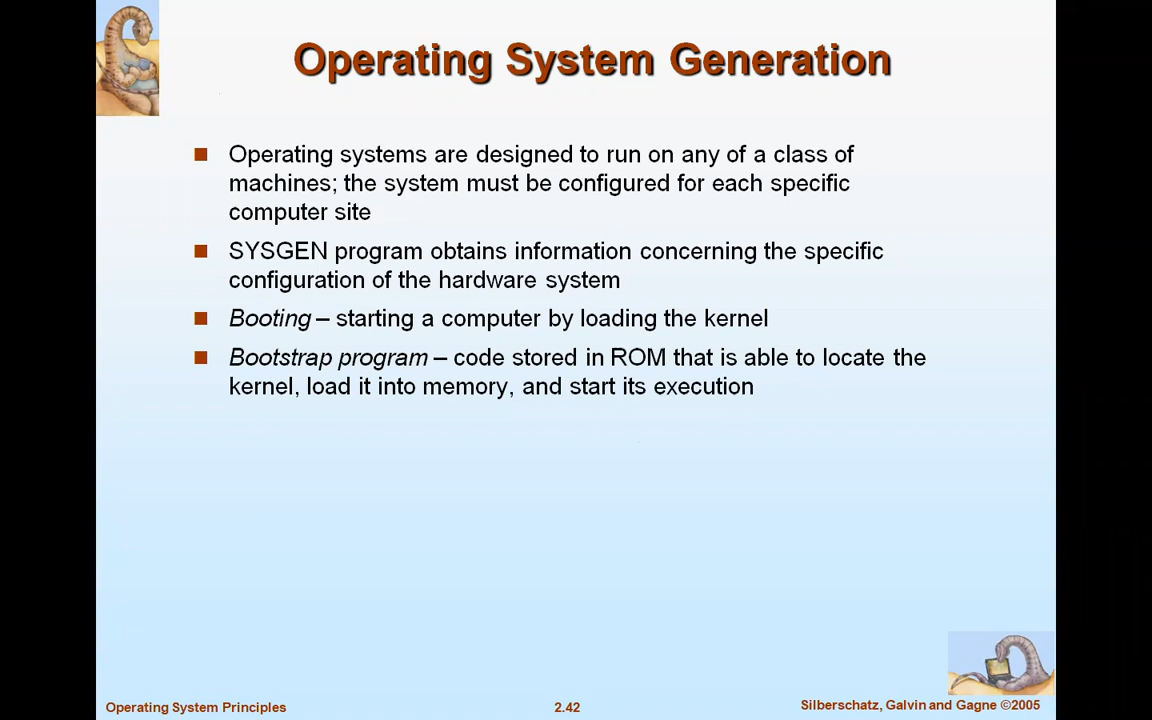 Operating System Generation
Operating systems are designed to run on any of a class of
machines; the system must be configured for each specific
computer site
SYSGEN program obtains information concerning the specific
configuration of the hardware system
Booting – starting a computer by loading the kernel
Bootstrap program – code stored in ROM that is able to locate the
kernel, load it into memory, and start its execution
Operating System Principles
2.42
Silberschatz, Galvin and Gagne ©2005